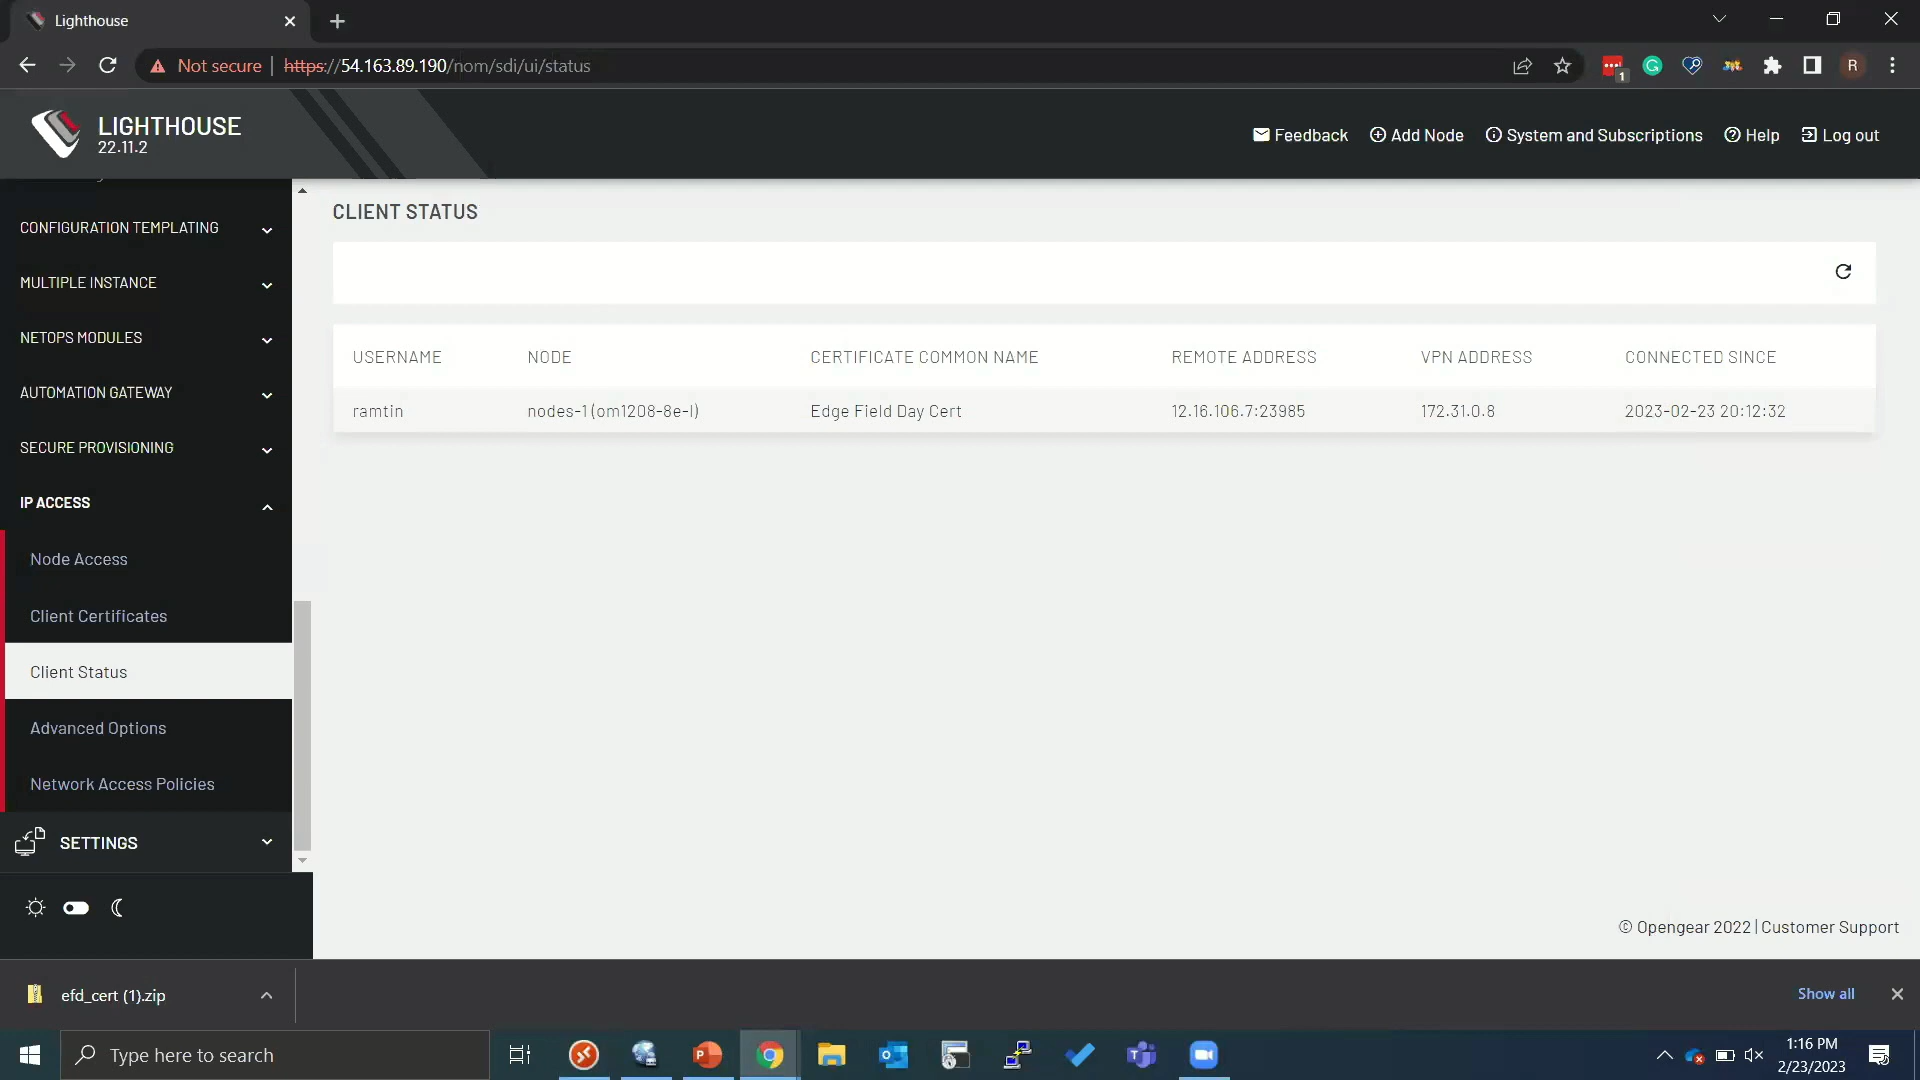 Lighthouse
Not secure
https://54.163.89.190/nom/sdi/ui/status
1
R
LIGHTHOUSE
22.11.2
Feedback
Add Node
System and Subscriptions
Help
Log out
CONFIGURATION TEMPLATING
MULTIPLE INSTANCE
NETOPS MODULES
AUTOMATION GATEWAY
SECURE PROVISIONING
IP ACCESS
Node Access
Client Certificates
Client Status
Advanced Options
Network Access Policies
SETTINGS
CLIENT STATUS
USERNAME NODE CERTIFICATE COMMON NAME REMOTE ADDRESS VPN ADDRESS CONNECTED SINCE
ramtin nodes-1 (om1208-8e-l) Edge Field Day Cert 12.16.106.7:23985 172.31.0.8 2023-02-23 20:12:32
© Opengear 2022 | Customer Support
efd_cert (1).zip
Show all
Type here to search
1:16 PM
2/23/2023